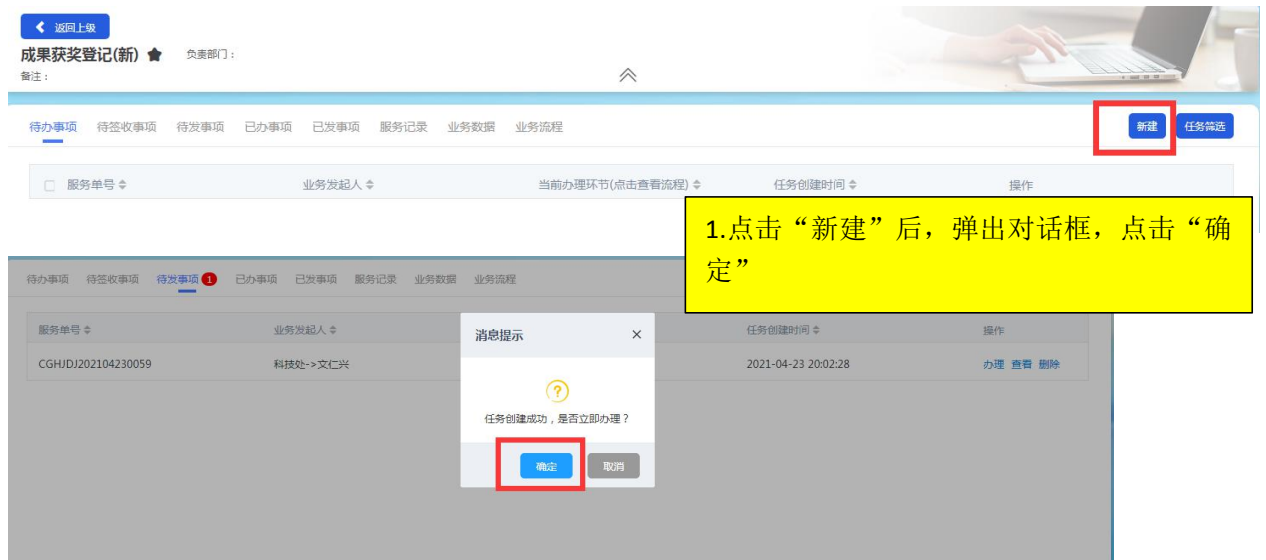 返回上级
成果获奖登记(新) 负责部门：
备注：
待办事项 待签收事项 待发事项 已办事项 已发事项 服务记录 业务数据 业务流程 新建 任务筛选
服务单号 业务发起人 当前办理环节(点击查看流程) 任务创建时间 操作
1.点击“新建”后，弹出对话框，点击“确
定”
待办事项 待签收事项 待发事项 1 已办事项 已发事项 服务记录 业务数据 业务流程
服务单号 业务发起人 任务创建时间 操作
CGHJDJ202104230059 科技处->文仁兴 2021-04-23 20:02:28 办理 查看 删除
消息提示
任务创建成功，是否立即办理？
确定 取消